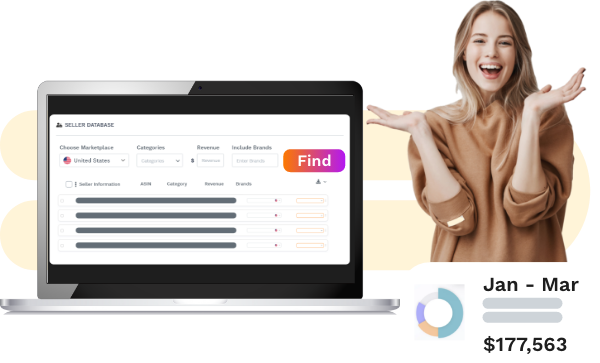 SELLER DATABASE
Choose Marketplace Categories Revenue Include Brands
United States Categories $ Revenue Enter Brands Find
Seller Information ASIN Category Revenue Brands
Jan - Mar
$177,563